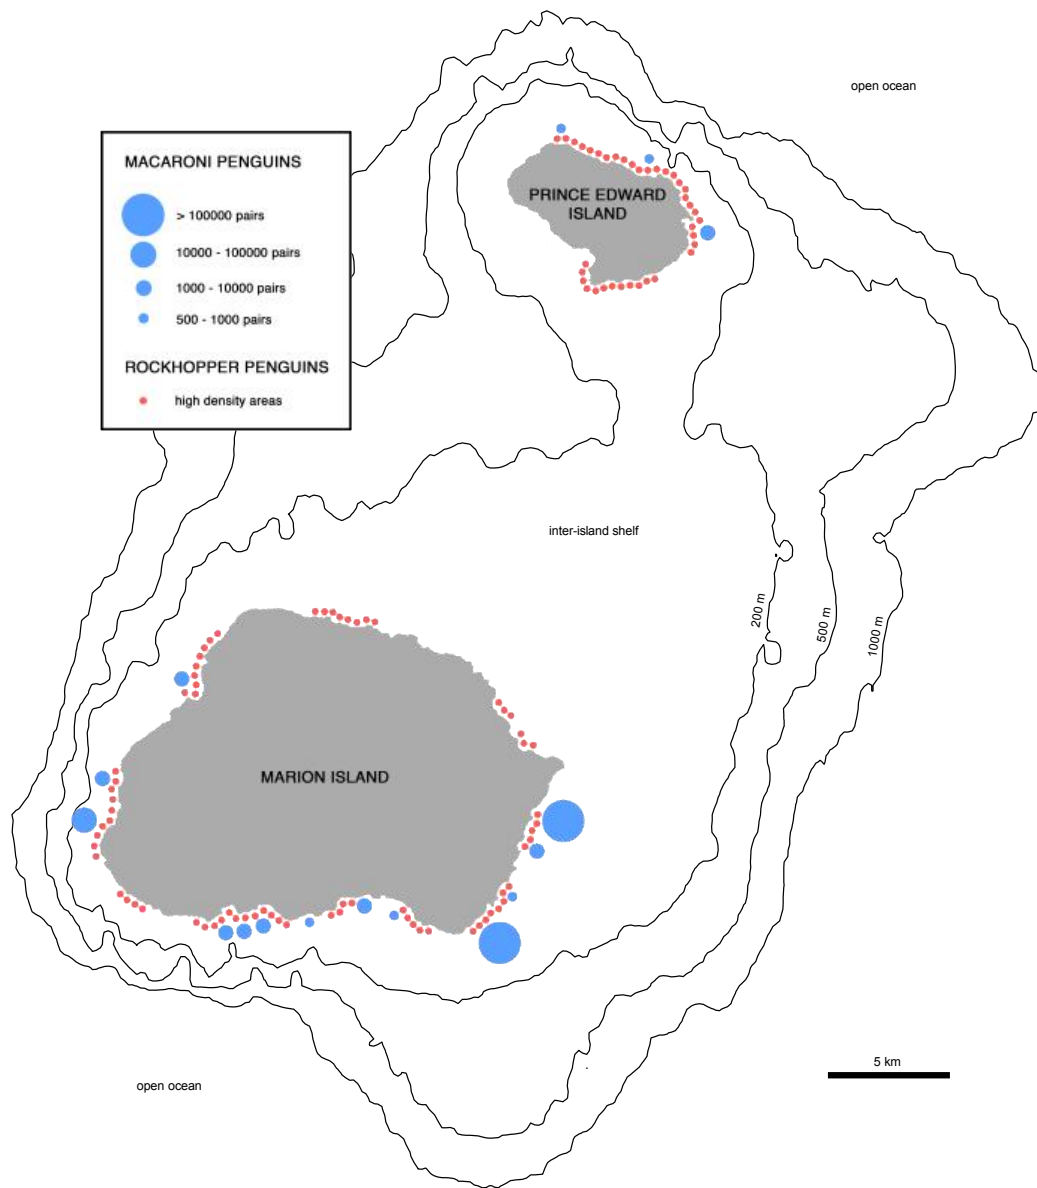 open ocean
MACARONI PENGUINS
> 100000 pairs
10000 - 100000 pairs
1000 - 10000 pairs
500 - 1000 pairs
ROCKHOPPER PENGUINS
high density areas
PRINCE EDWARD
ISLAND
inter-island shelf
200 m
500 m
1000 m
MARION ISLAND
5 km
open ocean